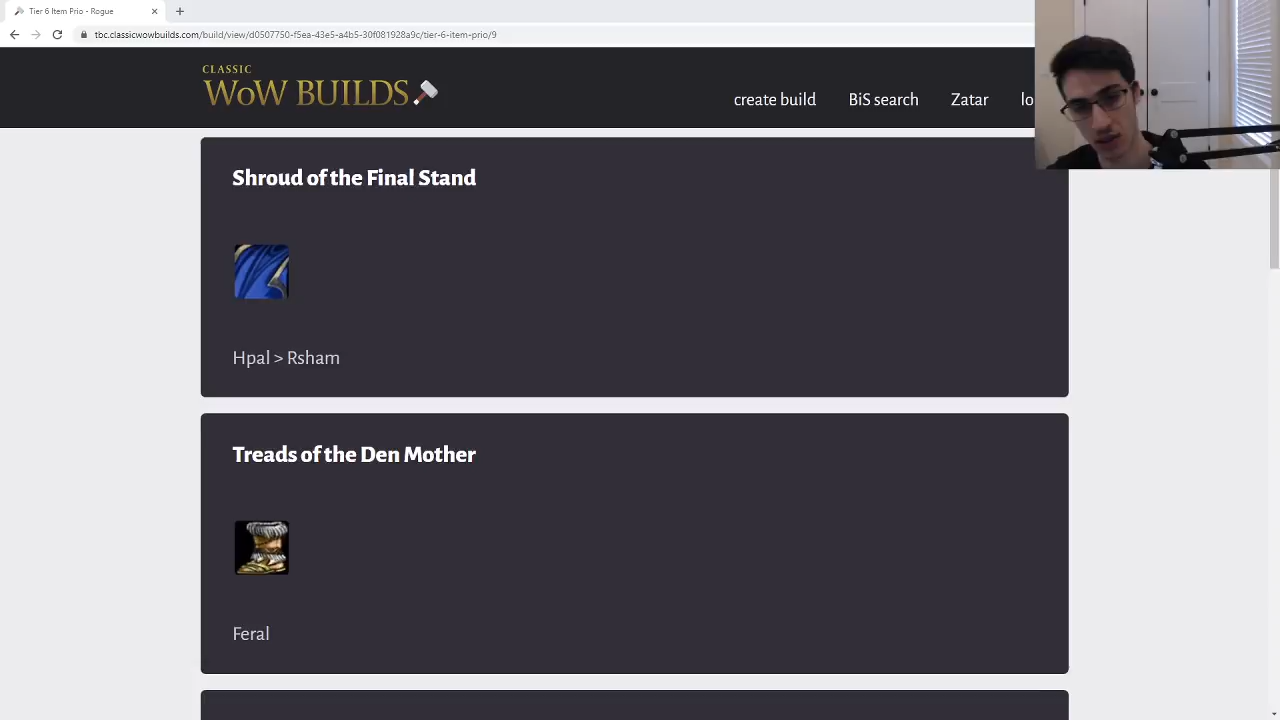 Tier 6 Item Prio - Rogue
tbc.classicwowbuilds.com/build/view/d0507750-f5ea-43e5-a4b5-30f081928a9c/tier-6-item-prio/9
CLASSIC
WoW BUILDS
create build BiS search Zatar lo
Shroud of the Final Stand
Hpal > Rsham
Treads of the Den Mother
Feral